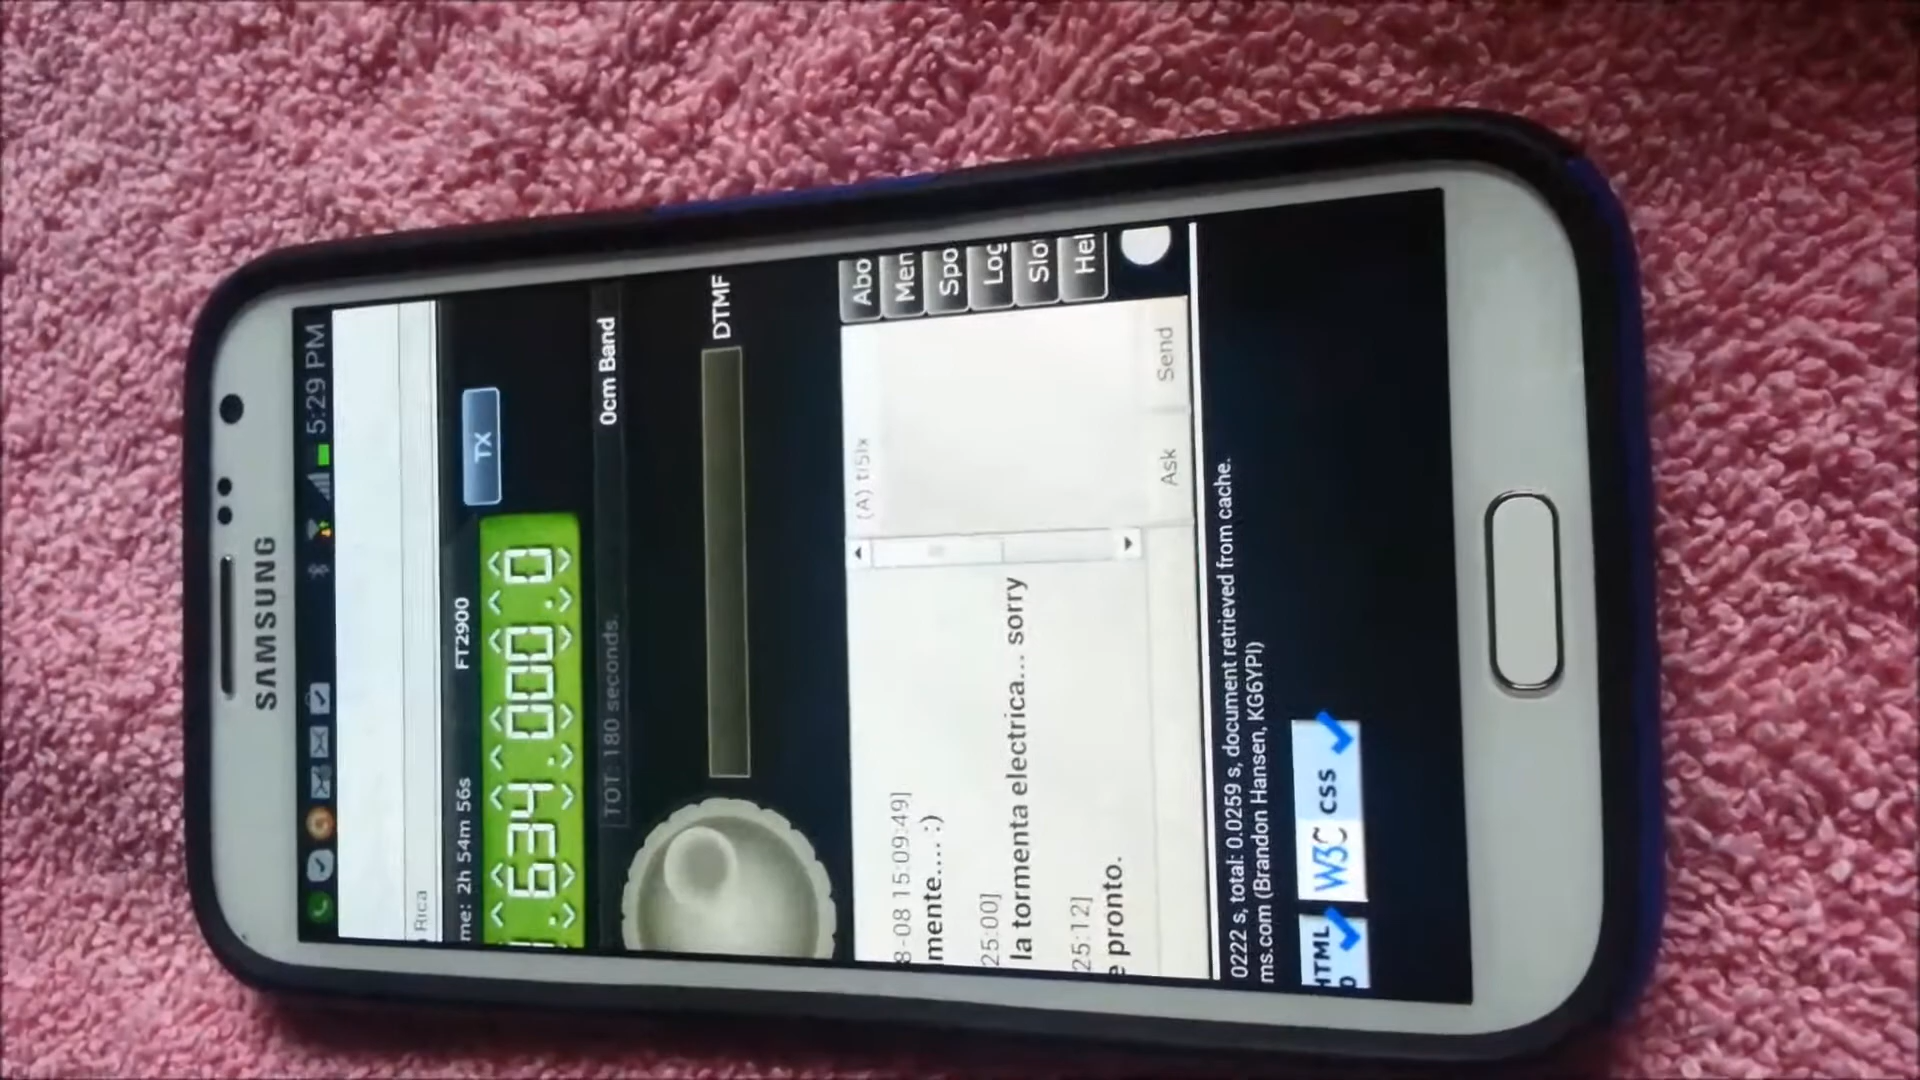 SAMSUNG
5:29 PM
Rica
me: 2h 54m 56s FT2900 TX
.634.000.0
TOT: 180 seconds. 0cm Band
DTMF
8-08 15:09:49]
mente.... :)
25:00]
la tormenta electrica... sorry
25:12]
e pronto.
(A) t/5lx
Abo
Men
Spo
Log
Slo
Hel
Ask Send
0222 s, total: 0.0259 s, document retrieved from cache.
ms.com (Brandon Hansen, KG6YPI)
HTML
W3C css